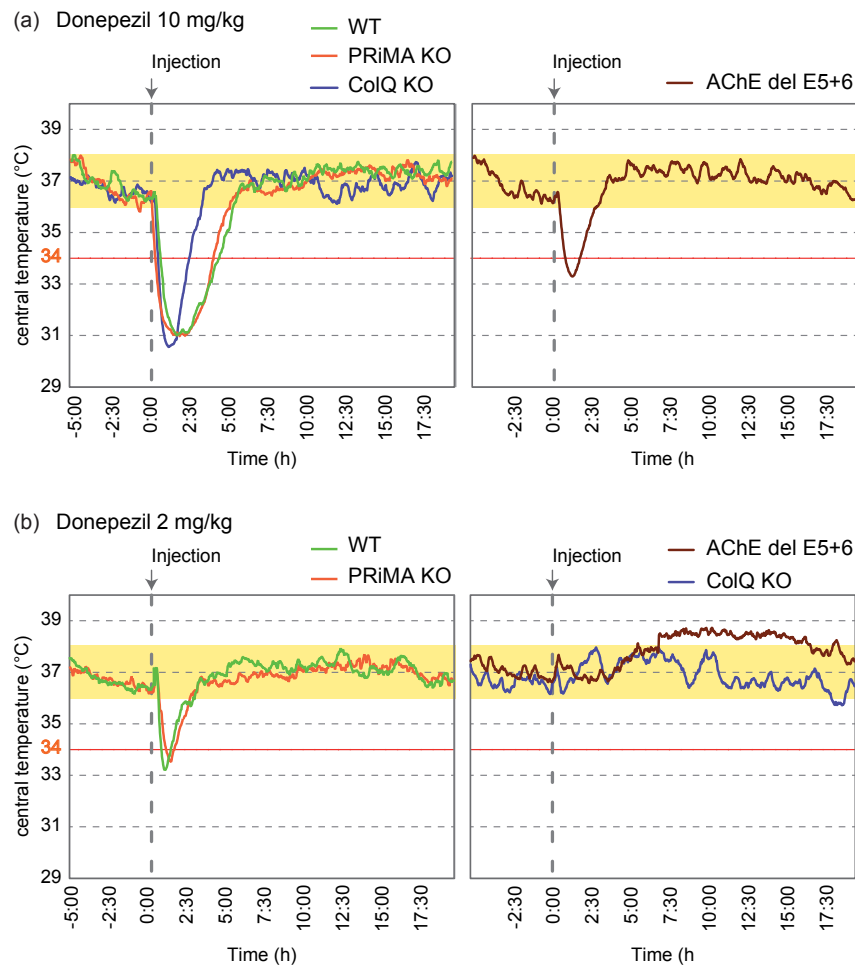 (a) Donepezil 10 mg/kg
WT
PRiMA KO
ColQ KO
Injection
Injection
AChE del E5+6
central temperature (°C)
39
37
35
34
33
31
29
-5:00
-2:30
0:00
2:30
5:00
7:30
10:00
12:30
15:00
17:30
Time (h)
-2:30
0:00
2:30
5:00
7:30
10:00
12:30
15:00
17:30
Time (h
(b) Donepezil 2 mg/kg
WT
PRiMA KO
Injection
Injection
AChE del E5+6
ColQ KO
central temperature (°C)
39
37
35
34
33
31
29
-5:00
-2:30
0:00
2:30
5:00
7:30
10:00
12:30
15:00
17:30
Time (h
-2:30
0:00
2:30
5:00
7:30
10:00
12:30
15:00
17:30
Time (h